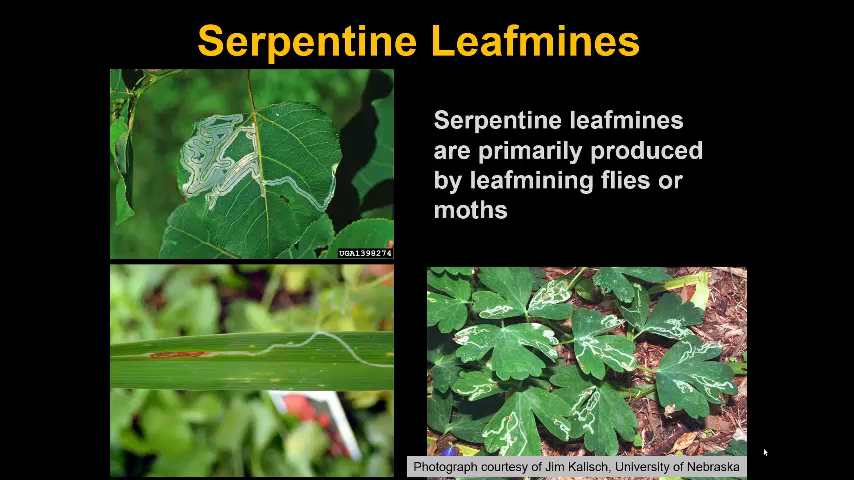 Serpentine Leafmines
Serpentine leafmines
are primarily produced
by leafmining flies or
moths
UGA1398274
Photograph courtesy of Jim Kalisch, University of Nebraska